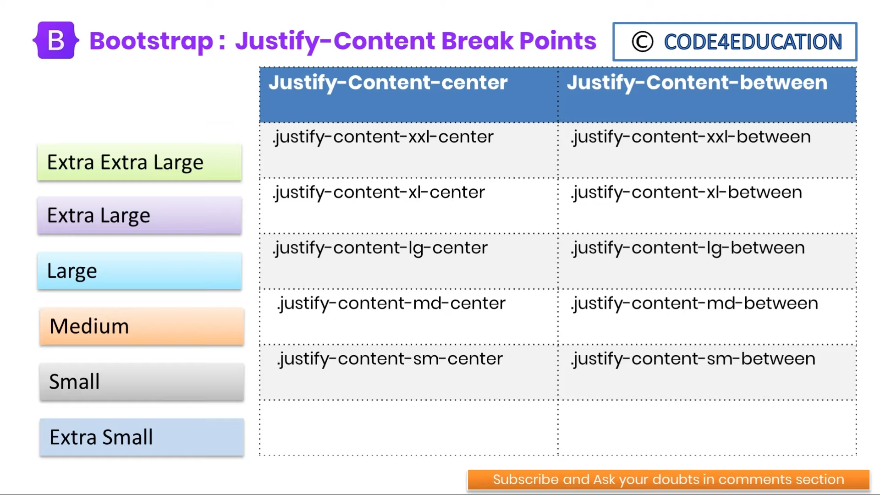 B Bootstrap : Justify-Content Break Points © CODE4EDUCATION
Justify-Content-center Justify-Content-between
Extra Extra Large .justify-content-xxl-center .justify-content-xxl-between
Extra Large .justify-content-xl-center .justify-content-xl-between
Large .justify-content-lg-center .justify-content-lg-between
Medium .justify-content-md-center .justify-content-md-between
Small .justify-content-sm-center .justify-content-sm-between
Extra Small
Subscribe and Ask your doubts in comments section